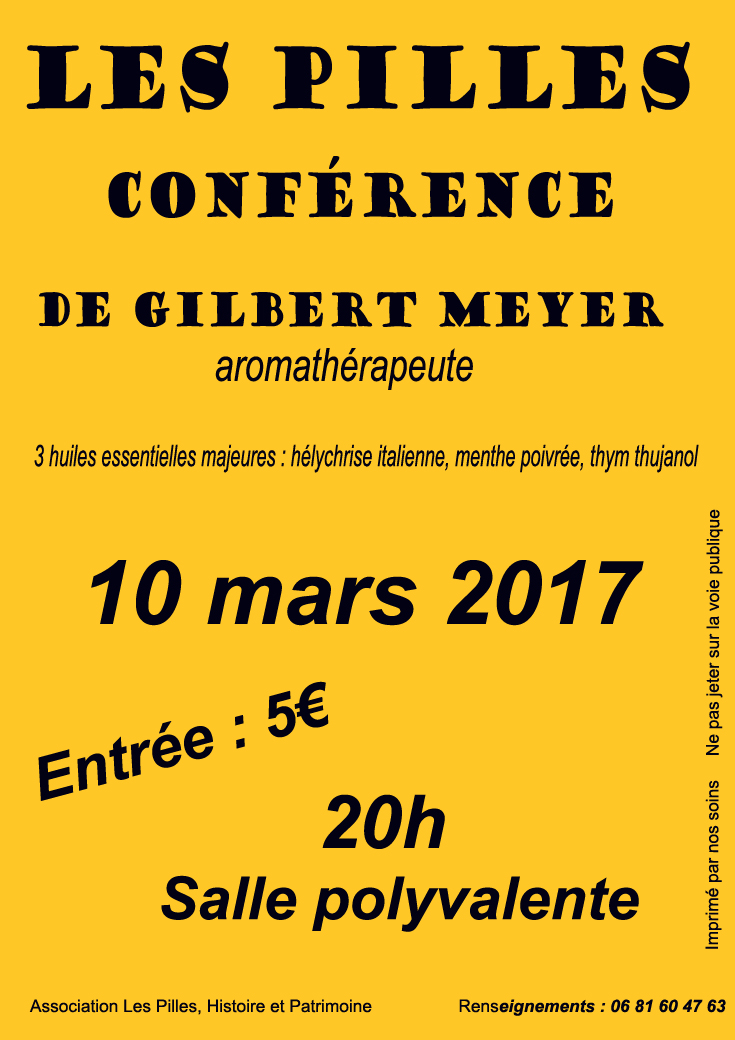 LES PILLES
CONFÉRENCE
DE GILBERT MEYER
aromathérapeute
3 huiles essentielles majeures : hélychrise italienne, menthe poivrée, thym thujanol
10 mars 2017
Entrée : 5€
20h
Salle polyvalente
Imprimé par nos soins Ne pas jeter sur la voie publique
Association Les Pilles, Histoire et Patrimoine
Renseignements : 06 81 60 47 63